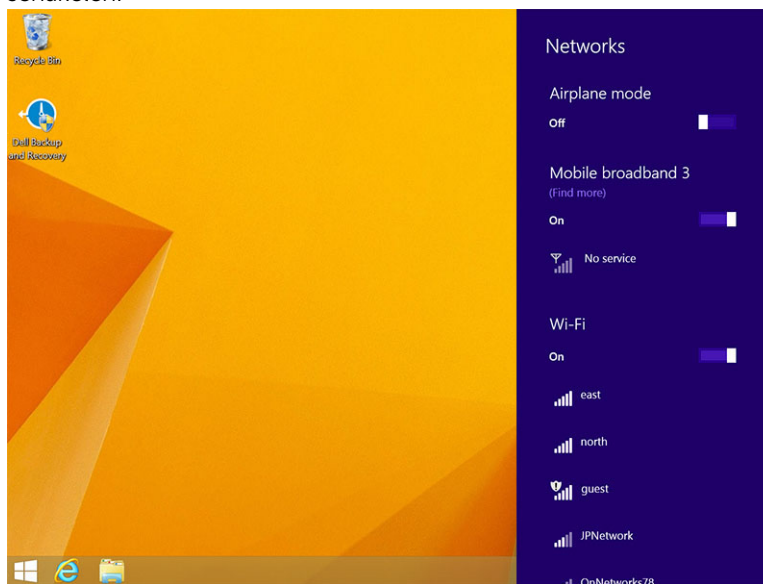 Recycle Bin
Dell Backup
and Recovery
Networks
Airplane mode
Off
Mobile broadband 3
(Find more)
On
No service
Wi-Fi
On
east
north
guest
JPNetwork
OnNetworks78